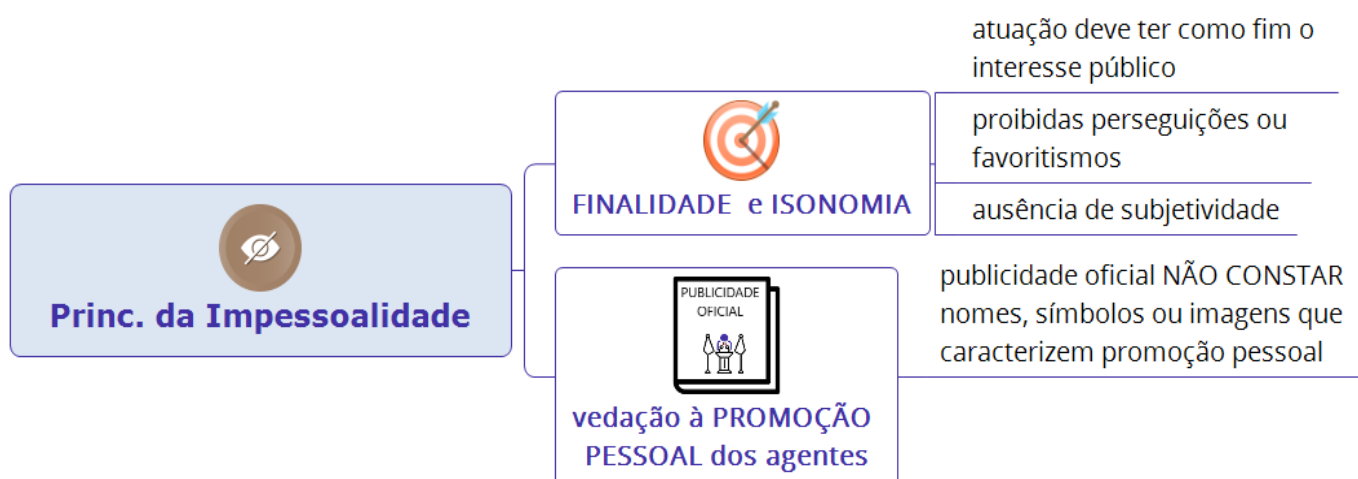 Princ. da Impessoalidade
FINALIDADE e ISONOMIA
atuação deve ter como fim o
interesse público
proibidas perseguições ou
favoritismos
ausência de subjetividade
PUBLICIDADE
OFICIAL
vedação à PROMOÇÃO
PESSOAL dos agentes
publicidade oficial NÃO CONSTAR
nomes, símbolos ou imagens que
caracterizem promoção pessoal